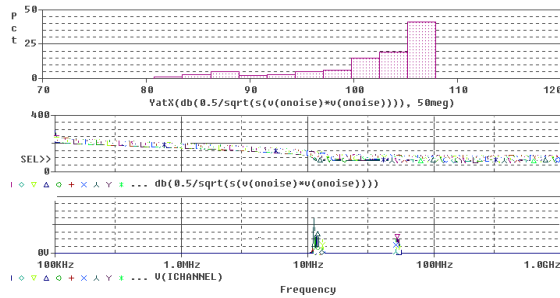 50
P
c
t
25
0
70 80 90 100 110 120
YatX(db(0.5/sqrt(s(v(onoise)*v(onoise)))), 50meg)
400
SEL>>
0
... db(0.5/sqrt(s(v(onoise)*v(onoise))))
0V
100KHz 1.0MHz 10MHz 100MHz 1.0GHz
... V(ICHANNEL)
Frequency